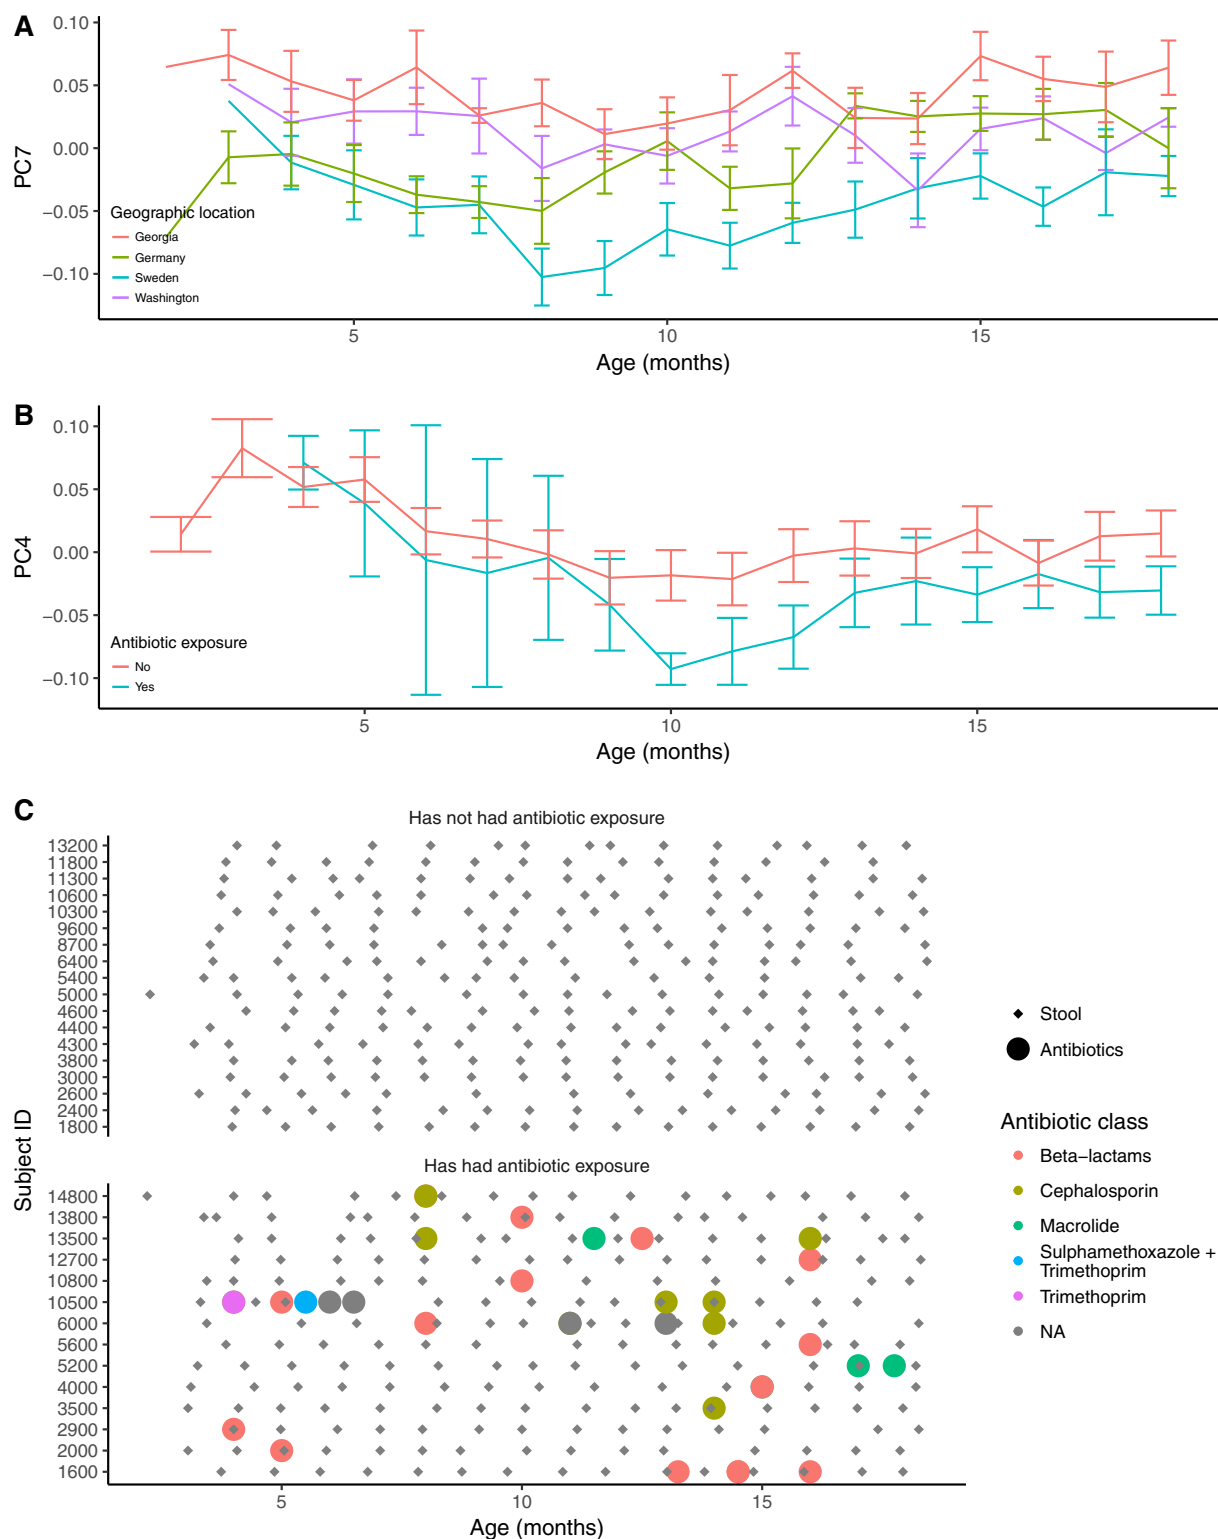 A
0.10
0.05
0.00
−0.05
−0.10
PC7
Geographic location
Georgia
Germany
Sweden
Washington
5
10
15
Age (months)
B
0.10
0.05
0.00
−0.05
−0.10
PC4
Antibiotic exposure
No
Yes
5
10
15
Age (months)
C
Has not had antibiotic exposure
13200
11800
11300
10600
10300
9600
8700
6400
5400
5000
4600
4400
4300
3800
3000
2600
2400
1800
Subject ID
Has had antibiotic exposure
14800
13800
13500
12700
10800
10500
6000
5600
5200
4000
3500
2900
2000
1600
5
10
15
Age (months)
Stool
Antibiotics
Antibiotic class
Beta−lactams
Cephalosporin
Macrolide
Sulphamethoxazole +
Trimethoprim
Trimethoprim
NA